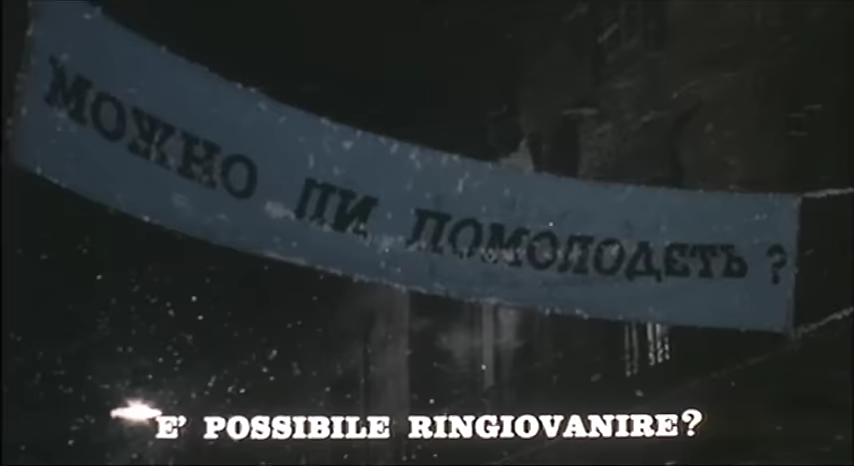 МОЖНО ЛИ ПОМОЛОДЕТЬ ?
E' POSSIBILE RINGIOVANIRE?